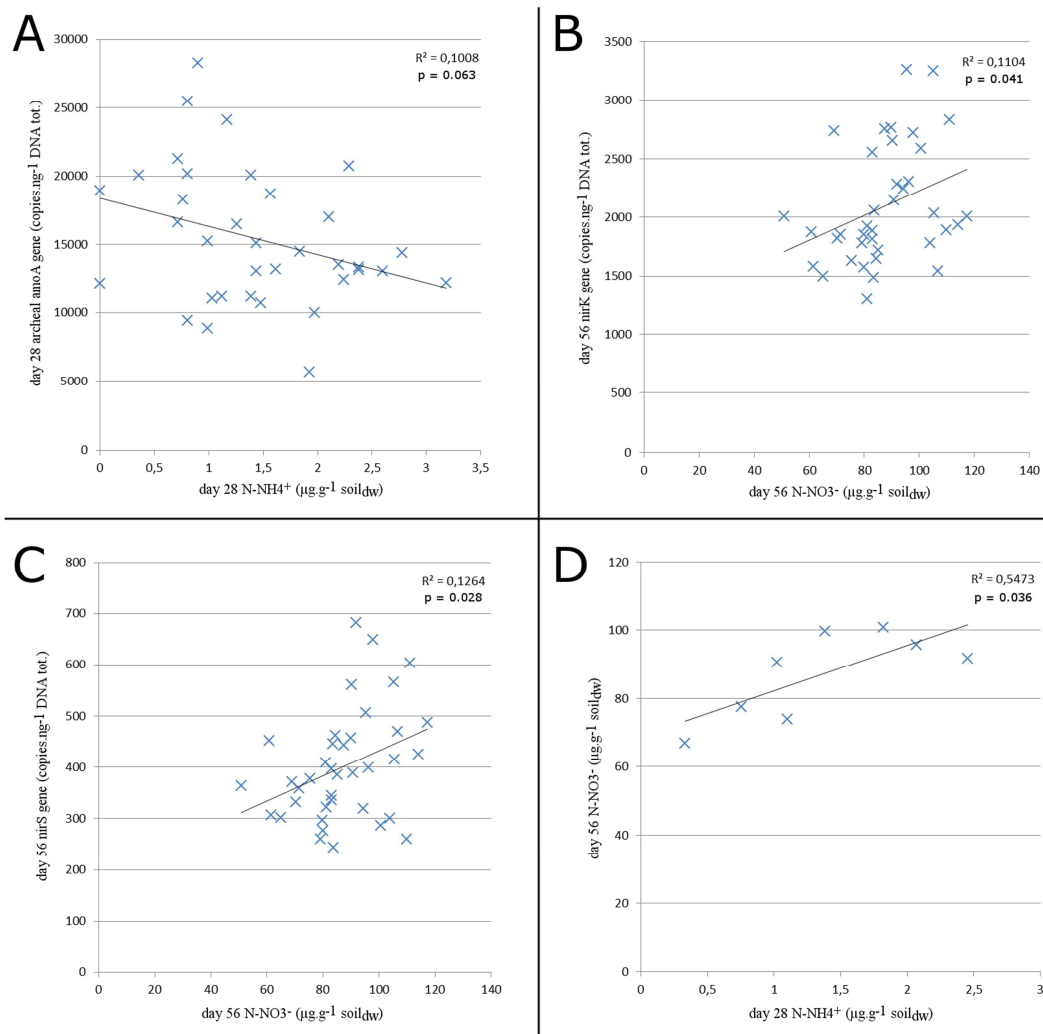 A
R² = 0,1008
p = 0.063
day 28 archeal amoA gene (copies.ng-1 DNA tot.)
30000
25000
20000
15000
10000
5000
0
0 0,5 1 1,5 2 2,5 3 3,5
day 28 N-NH4+ (µg.g-1 soildw)
B
R² = 0,1104
p = 0.041
day 56 nirK gene (copies.ng-1 DNA tot.)
3500
3000
2500
2000
1500
1000
500
0
0 20 40 60 80 100 120 140
day 56 N-NO3- (µg.g-1 soildw)
C
R² = 0,1264
p = 0.028
day 56 nirS gene (copies.ng-1 DNA tot.)
800
700
600
500
400
300
200
100
0
0 20 40 60 80 100 120 140
day 56 N-NO3- (µg.g-1 soildw)
D
R² = 0,5473
p = 0.036
day 56 N-NO3- (µg.g-1 soildw)
120
100
80
60
40
20
0
0 0,5 1 1,5 2 2,5 3
day 28 N-NH4+ (µg.g-1 soildw)